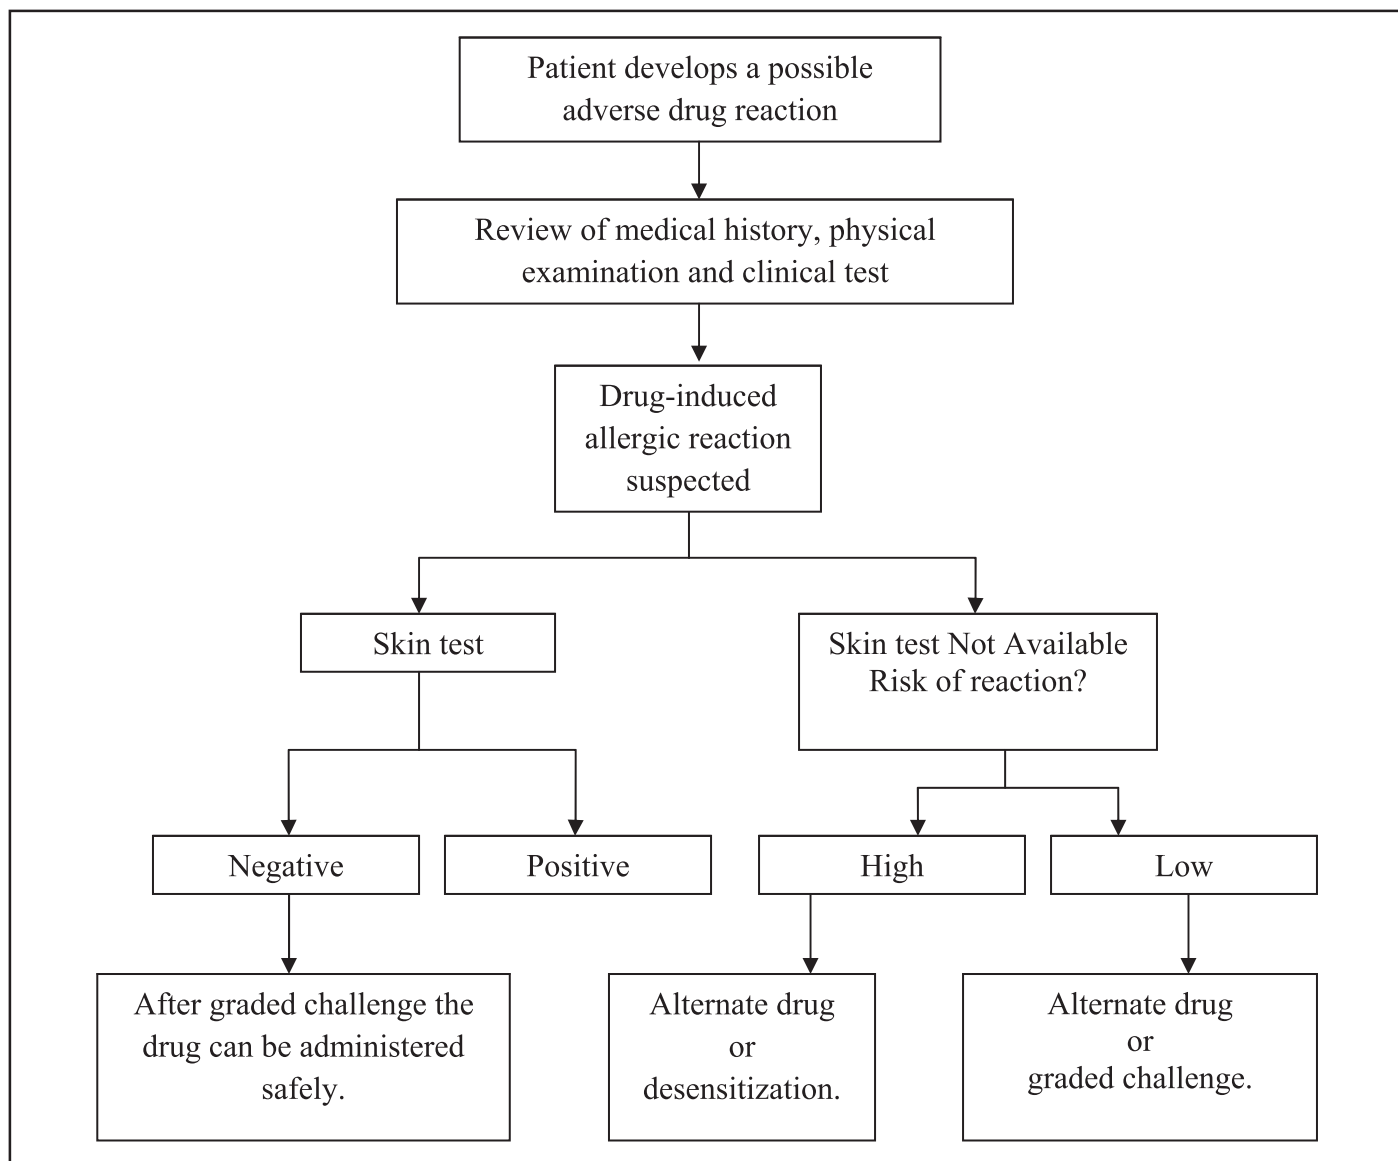 Patient develops a possible
adverse drug reaction
Review of medical history, physical
examination and clinical test
Drug-induced
allergic reaction
suspected
Skin test
Skin test Not Available
Risk of reaction?
Negative
Positive
High
Low
After graded challenge the
drug can be administered
safely.
Alternate drug
or
desensitization.
Alternate drug
or
graded challenge.